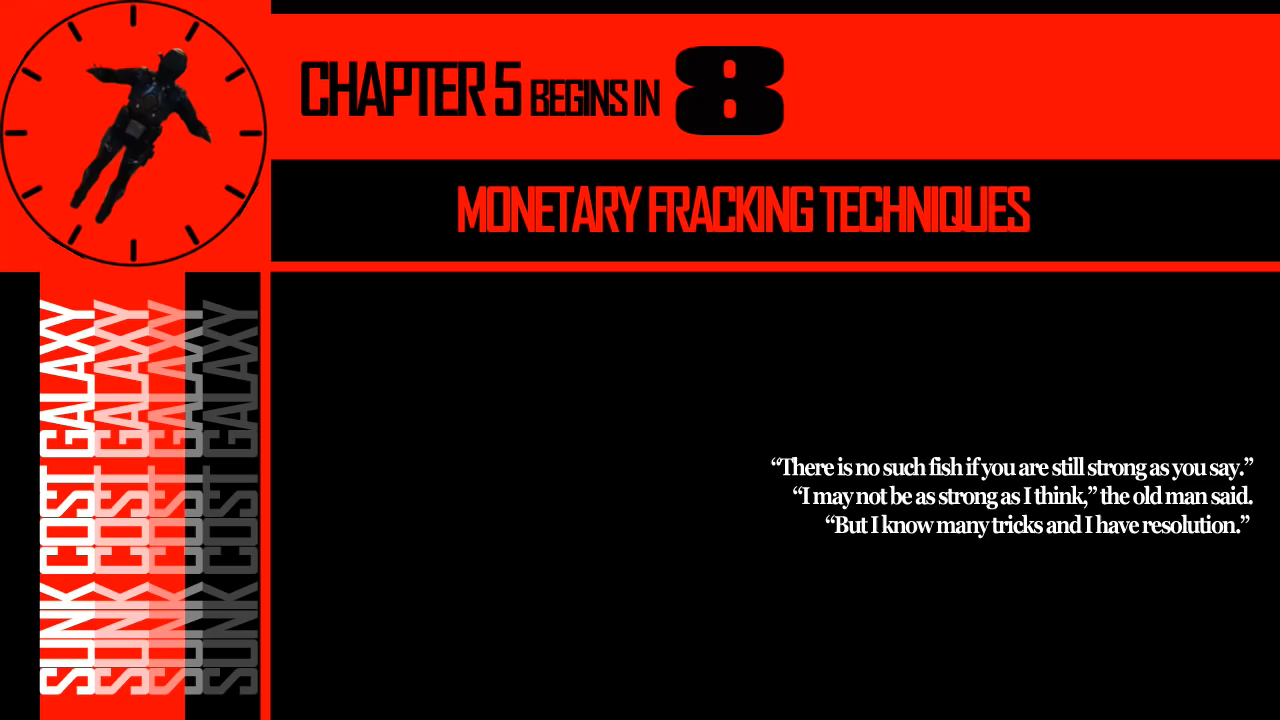 CHAPTER 5 BEGINS IN 8
MONETARY FRACKING TECHNIQUES
SUNK COST GALAXY
SUNK COST GALAXY
SUNK COST GALAXY
SUNK COST GALAXY
“There is no such fish if you are still strong as you say.”
“I may not be as strong as I think,” the old man said.
“But I know many tricks and I have resolution.”